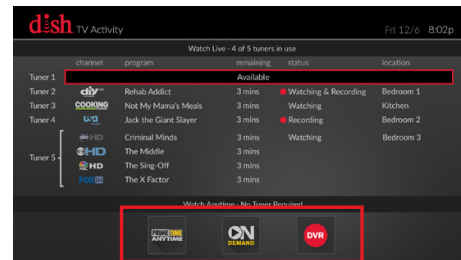 dish TV Activity Fri 12/6 8:02p
Watch Live - 4 of 5 tuners in use
channel program remaining status location
Tuner 1 Available
Tuner 2 diy Rehab Addict 3 mins Watching & Recording Bedroom 1
Tuner 3 COOKING Not My Mama's Meals 3 mins Watching Kitchen
Tuner 4 USA Jack the Giant Slayer 3 mins Recording Bedroom 2
Tuner 5 HD Criminal Minds 3 mins Watching Bedroom 3
HD The Middle 3 mins
HD The Sing-Off 3 mins
FOX HD The X Factor 3 mins
Watch Anytime - No Tuner Required
PRIMETIME ANYTIME
ON DEMAND
DVR